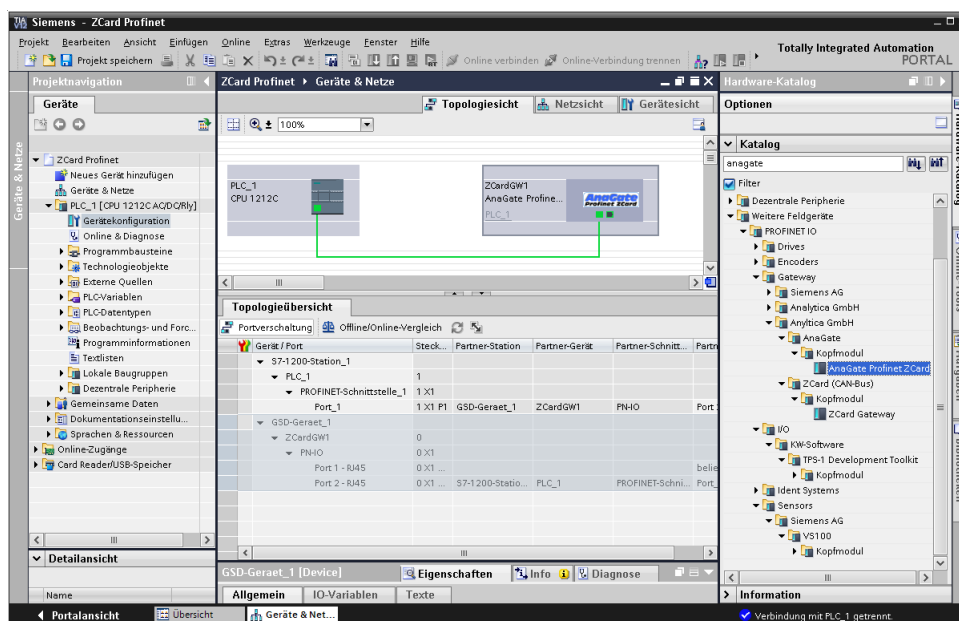 Siemens - ZCard Profinet
Projekt Bearbeiten Ansicht Einfügen Online Extras Werkzeuge Fenster Hilfe
Projekt speichern Online verbinden Online-Verbindung trennen
Totally Integrated Automation
PORTAL
Projektnavigation
ZCard Profinet Geräte & Netze
Hardware-Katalog
Geräte
Topologiesicht Netzsicht Gerätesicht
Optionen
100%
Geräte & Netze
ZCard Profinet
Neues Gerät hinzufügen
Geräte & Netze
PLC_1 [CPU 1212C AC/DC/Rly]
Gerätekonfiguration
Online & Diagnose
Programmbausteine
Technologieobjekte
Externe Quellen
PLC-Variablen
PLC-Datentypen
Beobachtungs- und Forc...
Programminformationen
Textlisten
Lokale Baugruppen
Dezentrale Peripherie
Gemeinsame Daten
Dokumentationseinstellu...
Sprachen & Ressourcen
Online-Zugänge
Card Reader/USB-Speicher
Detailansicht
Name
PLC_1
CPU 1212C
ZCardGW1
AnaGate Profine...
PLC_1
AnaGate
Profinet ZCard
Topologieübersicht
Portverschaltung Offline/Online-Vergleich
Gerät / Port Steck... Partner-Station Partner-Gerät Partner-Schnitt... Partn
S7-1200-Station_1
PLC_1 1
PROFINET-Schnittstelle_1 1 X1
Port_1 1 X1 P1 GSD-Geraet_1 ZCardGW1 PN-IO Port
GSD-Geraet_1
ZCardGW1 0
PN-IO 0 X1
Port 1 - RJ45 0 X1 ... belie
Port 2 - RJ45 0 X1 ... S7-1200-Statio... PLC_1 PROFINET-Schni... Port_
GSD-Geraet_1 [Device]
Eigenschaften Info Diagnose
Allgemein IO-Variablen Texte
Katalog
anagate
Filter
Dezentrale Peripherie
Weitere Feldgeräte
PROFINET IO
Drives
Encoders
Gateway
Siemens AG
Analytica GmbH
Anyltica GmbH
AnaGate
Kopfmodul
AnaGate Profinet ZCard
ZCard (CAN-Bus)
Kopfmodul
ZCard Gateway
I/O
KW-Software
TPS-1 Development Toolkit
Kopfmodul
Ident Systems
Sensors
Siemens AG
VS100
Kopfmodul
Information
Portalansicht Übersicht Geräte & Net...
Verbindung mit PLC_1 getrennt.